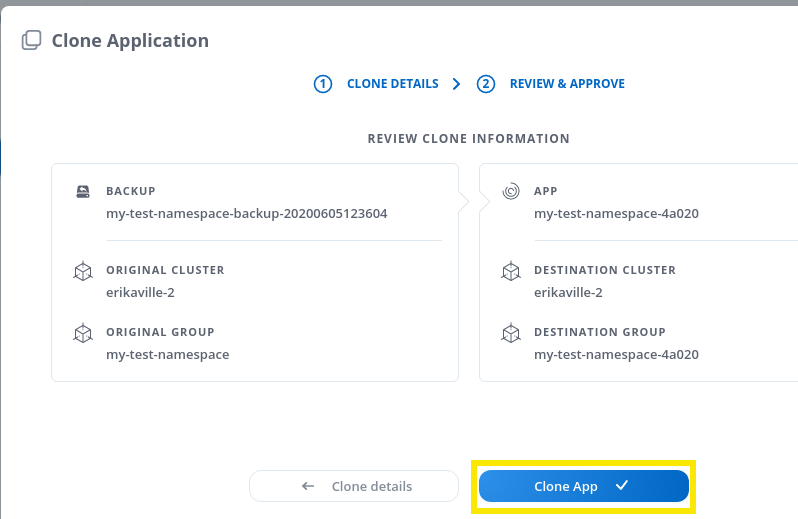 Clone Application
1 CLONE DETAILS 2 REVIEW & APPROVE
REVIEW CLONE INFORMATION
BACKUP
my-test-namespace-backup-20200605123604
ORIGINAL CLUSTER
erikaville-2
ORIGINAL GROUP
my-test-namespace
APP
my-test-namespace-4a020
DESTINATION CLUSTER
erikaville-2
DESTINATION GROUP
my-test-namespace-4a020
Clone details
Clone App